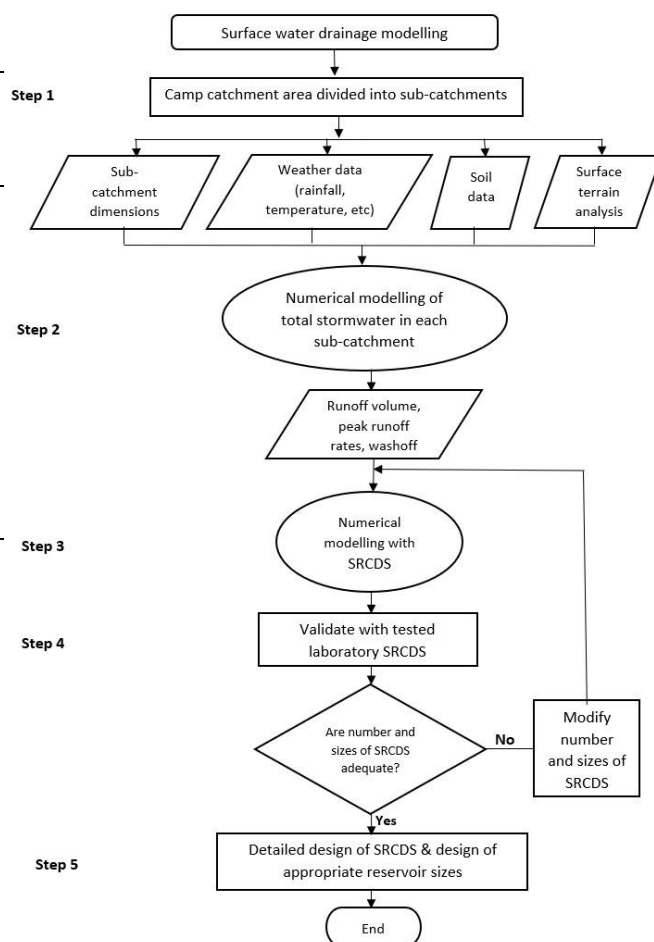 Surface water drainage modelling
Step 1
Camp catchment area divided into sub-catchments
Sub-
catchment
dimensions
Weather data
(rainfall,
temperature, etc)
Soil
data
Surface
terrain
analysis
Step 2
Numerical modelling of
total stormwater in each
sub-catchment
Runoff volume,
peak runoff
rates, washoff
Step 3
Numerical
modelling with
SRCDS
Step 4
Validate with tested
laboratory SRCDS
Are number and
sizes of SRCDS
adequate?
No
Modify
number
and sizes of
SRCDS
Yes
Step 5
Detailed design of SRCDS & design of
appropriate reservoir sizes
End